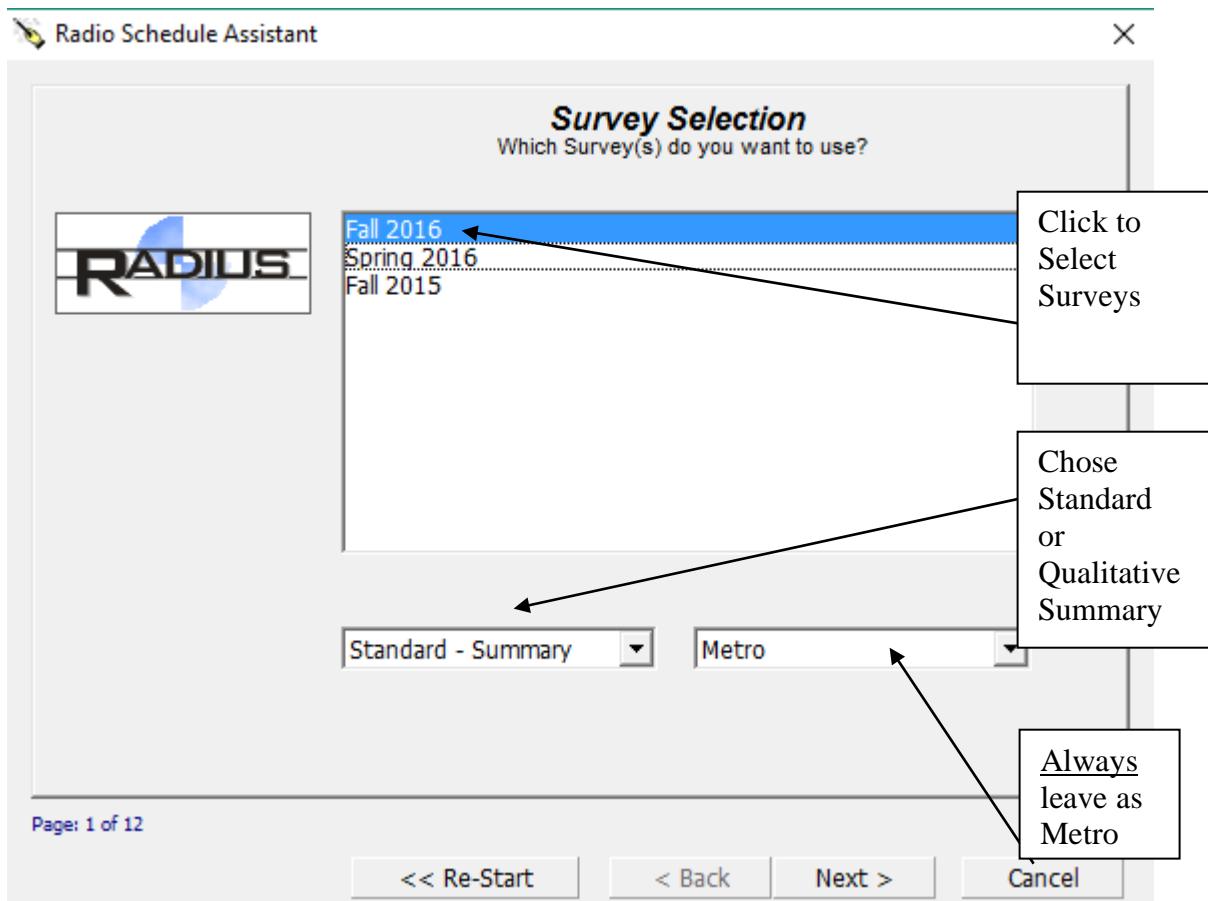 Radio Schedule Assistant
Survey Selection
Which Survey(s) do you want to use?
RADIUS
Fall 2016
Spring 2016
Fall 2015
Click to
Select
Surveys
Chose
Standard
or
Qualitative
Summary
Standard - Summary
Metro
Always
leave as
Metro
Page: 1 of 12
<< Re-Start
< Back
Next >
Cancel